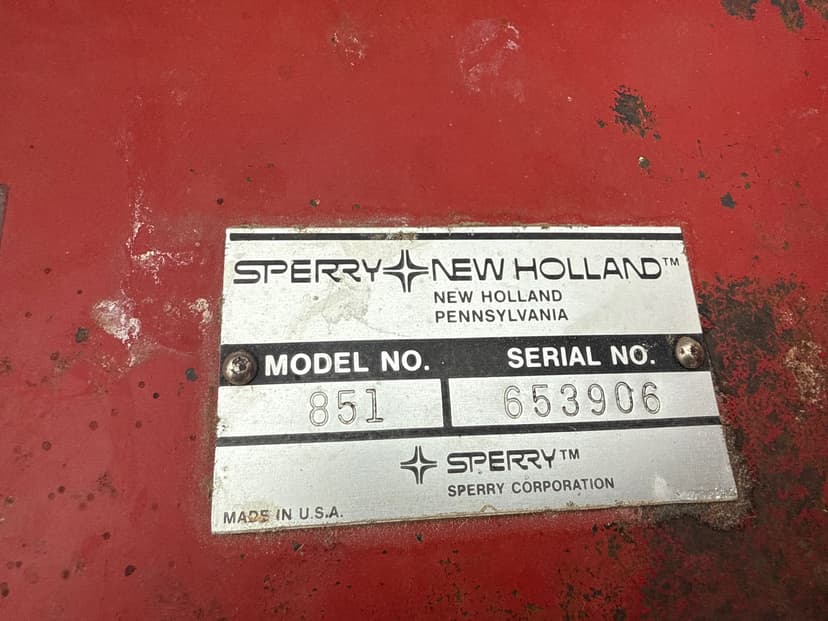 SPERRY NEW HOLLAND™
NEW HOLLAND
PENNSYLVANIA
MODEL NO. SERIAL NO.
851 653906
SPERRY™
SPERRY CORPORATION
MADE IN U.S.A.